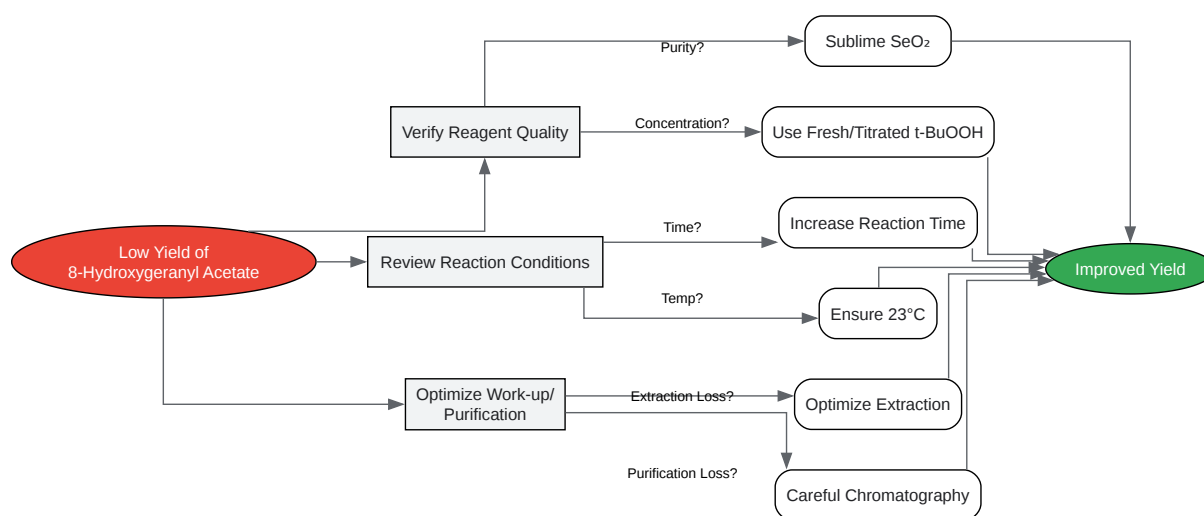 Purity?
Sublime SeO₂
Verify Reagent Quality
Concentration?
Use Fresh/Titrated t-BuOOH
Low Yield of
8-Hydroxygeranyl Acetate
Review Reaction Conditions
Time?
Increase Reaction Time
Temp?
Ensure 23°C
Improved Yield
Optimize Work-up/
Purification
Extraction Loss?
Optimize Extraction
Purification Loss?
Careful Chromatography